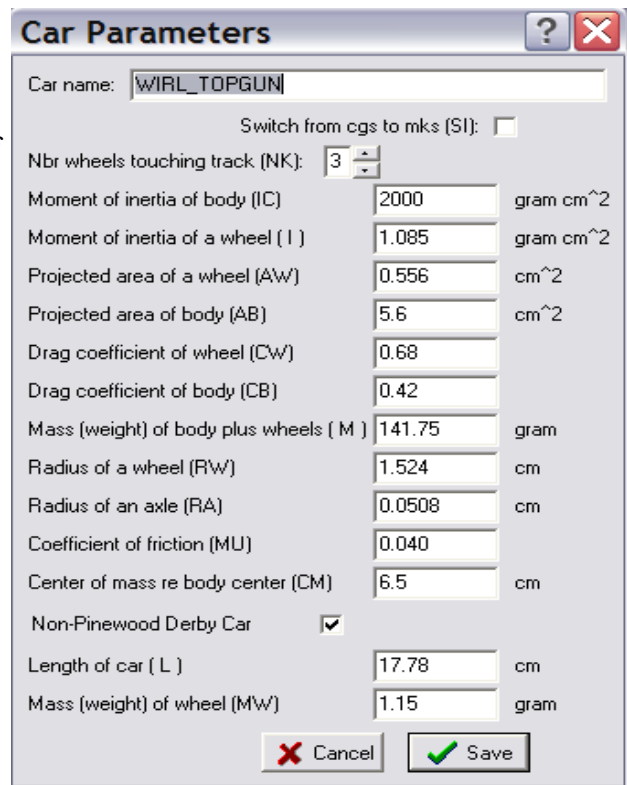 Car Parameters
Car name: WIRL_TOPGUN
Switch from cgs to mks (SI):
Nbr wheels touching track (NK): 3
Moment of inertia of body (IC) 2000 gram cm^2
Moment of inertia of a wheel ( I ) 1.085 gram cm^2
Projected area of a wheel (AW) 0.556 cm^2
Projected area of body (AB) 5.6 cm^2
Drag coefficient of wheel (CW) 0.68
Drag coefficient of body (CB) 0.42
Mass (weight) of body plus wheels ( M ) 141.75 gram
Radius of a wheel (RW) 1.524 cm
Radius of an axle (RA) 0.0508 cm
Coefficient of friction (MU) 0.040
Center of mass re body center (CM) 6.5 cm
Non-Pinewood Derby Car
Length of car ( L ) 17.78 cm
Mass (weight) of wheel (MW) 1.15 gram
Cancel Save